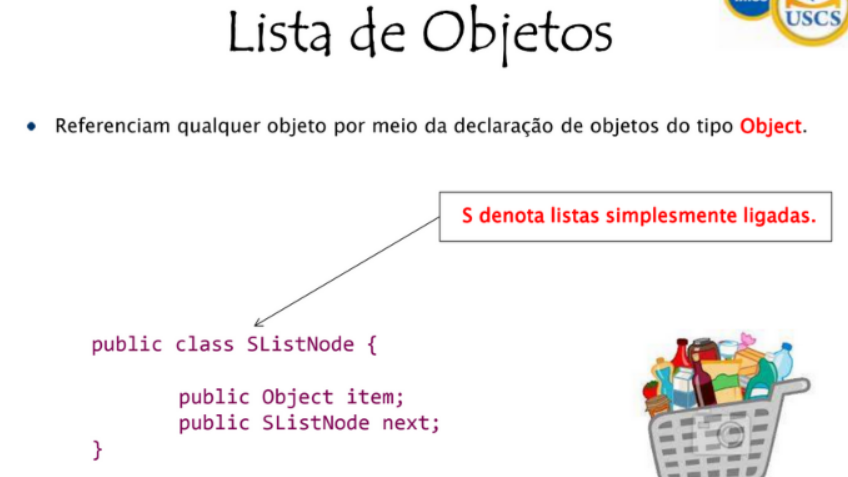 Lista de Objetos
USCS
• Referenciam qualquer objeto por meio da declaração de objetos do tipo Object.
S denota listas simplesmente ligadas.
public class SListNode {
public Object item;
public SListNode next;
}